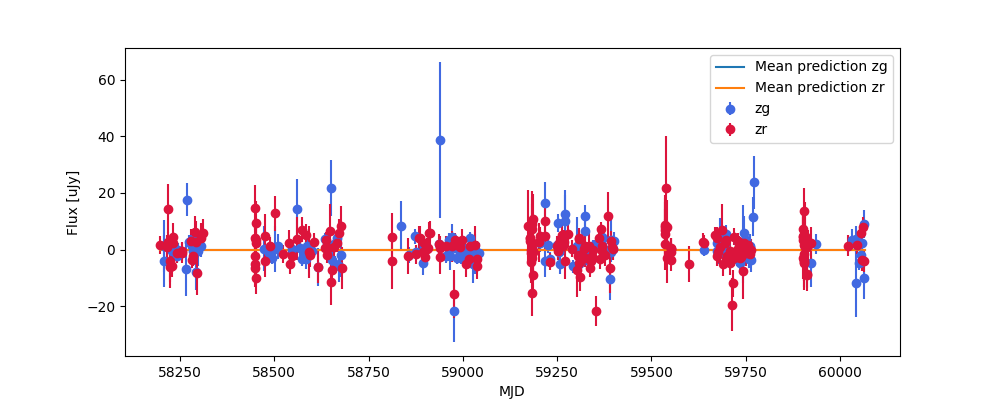 Mean prediction zg
Mean prediction zr
zg
zr
Flux [uJy]
60
40
20
0
−20
58250 58500 58750 59000 59250 59500 59750 60000
MJD